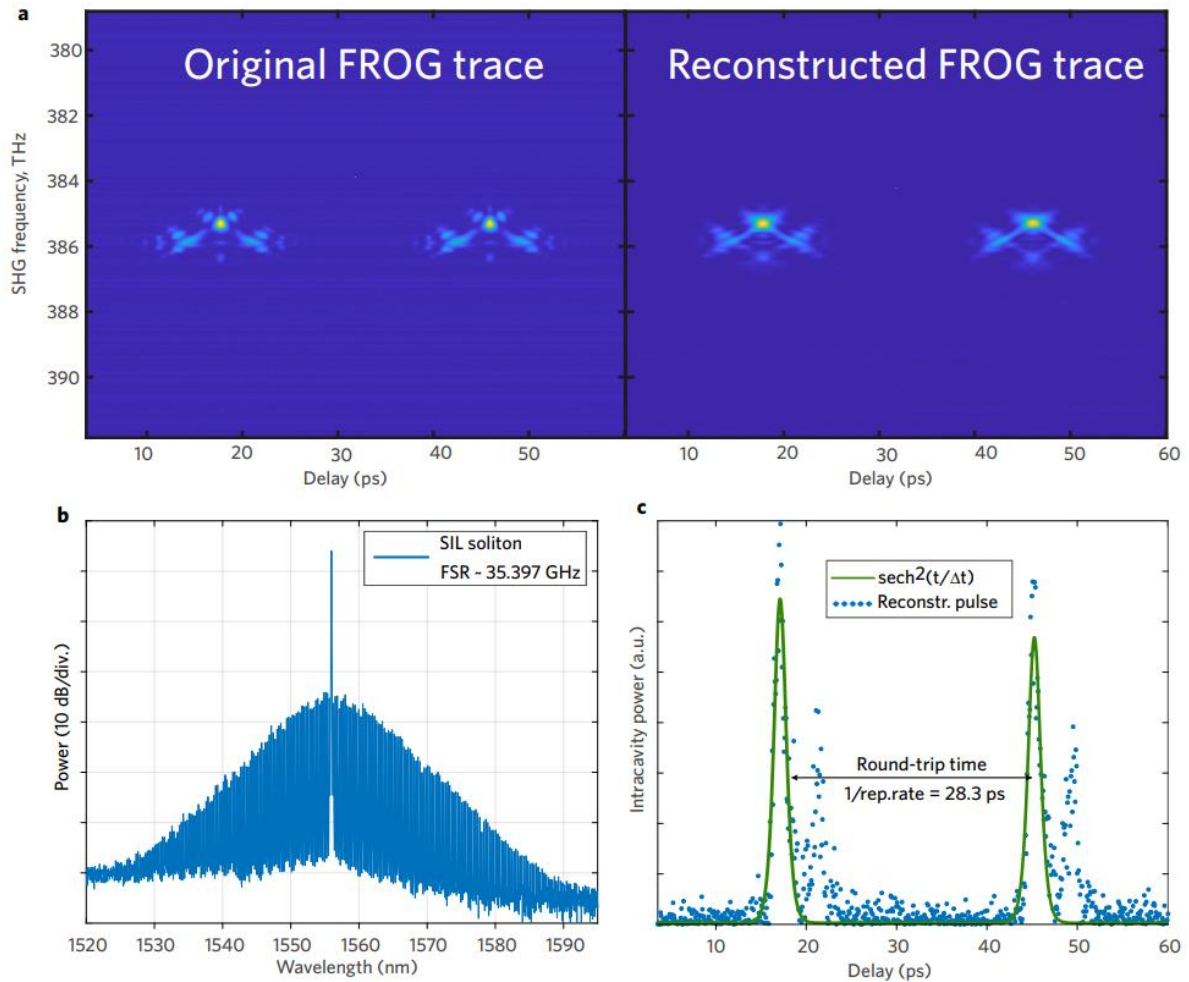 a
Original FROG trace
Reconstructed FROG trace
SHG frequency, THz
380
382
384
386
388
390
10 20 30 40 50
10 20 30 40 50 60
Delay (ps)
Delay (ps)
b
SIL soliton
FSR ~ 35.397 GHz
Power (10 dB/div.)
1520 1530 1540 1550 1560 1570 1580 1590
Wavelength (nm)
c
sech²(t/Δt)
Reconstr. pulse
Intracavity power (a.u.)
Round-trip time
1/rep.rate = 28.3 ps
10 20 30 40 50 60
Delay (ps)